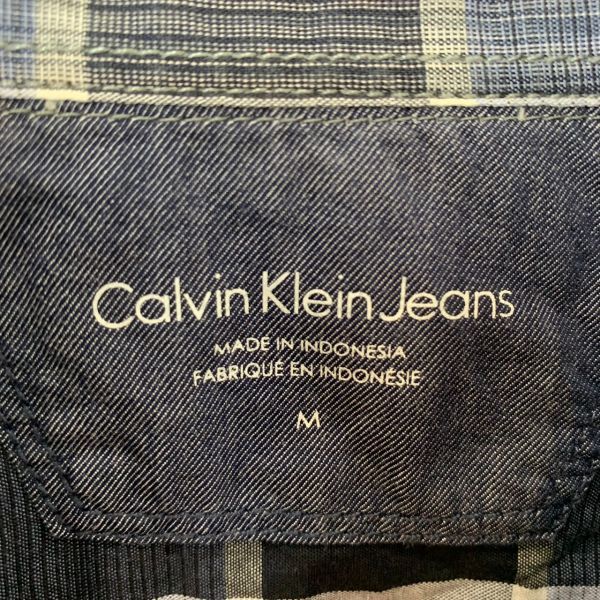 Calvin Klein Jeans
MADE IN INDONESIA
FABRIQUÉ EN INDONÉSIE
M